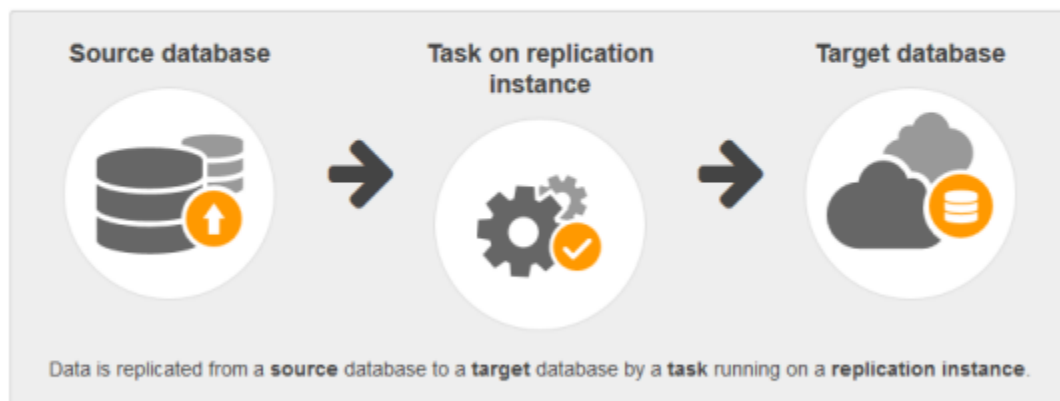 Source database
Task on replication
instance
Target database
Data is replicated from a source database to a target database by a task running on a replication instance.